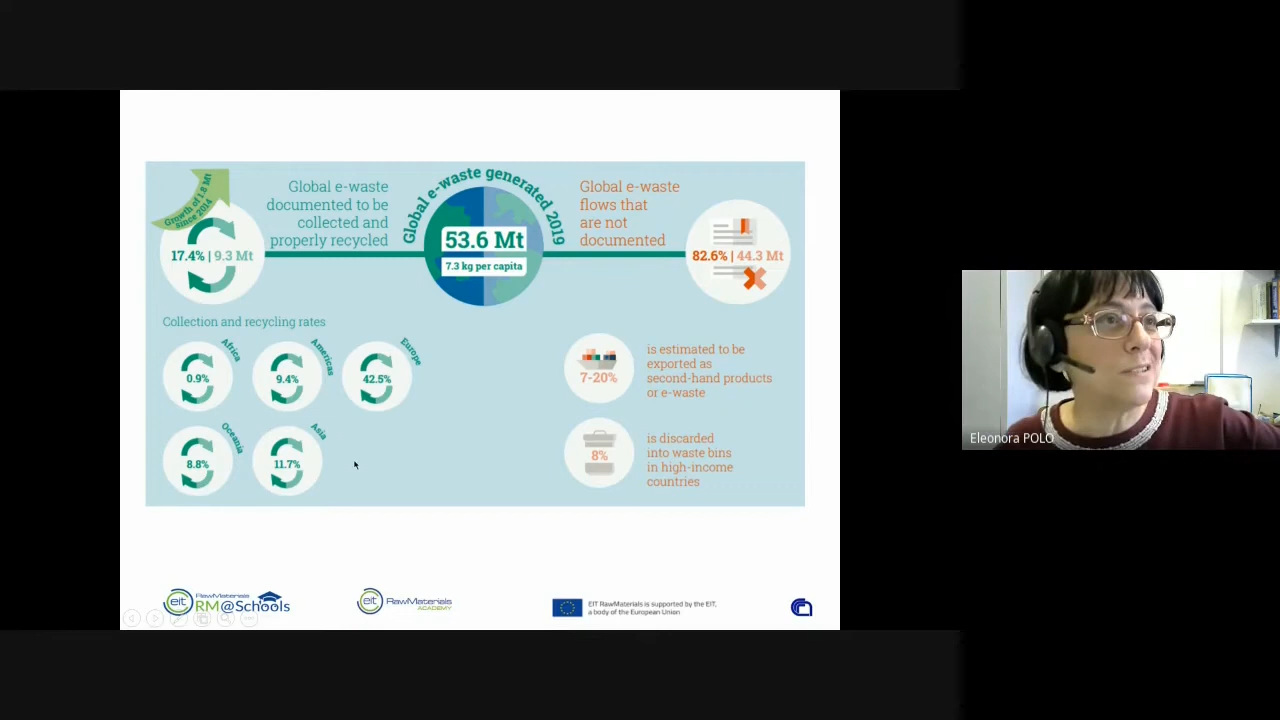 Growth of 1.8 Mt
since 2014
17.4% | 9.3 Mt
Global e-waste
documented to be
collected and
properly recycled
Global e-waste generated 2019
53.6 Mt
7.3 kg per capita
Global e-waste
flows that
are not
documented
82.6% | 44.3 Mt
Collection and recycling rates
Africa
0.9%
Americas
9.4%
Europe
42.5%
Oceania
8.8%
Asia
11.7%
7-20%
is estimated to be
exported as
second-hand products
or e-waste
8%
is discarded
into waste bins
in high-income
countries
Eleonora POLO
eit RawMaterials
RM@Schools
eit RawMaterials
ACADEMY
EIT RawMaterials is supported by the EIT,
a body of the European Union